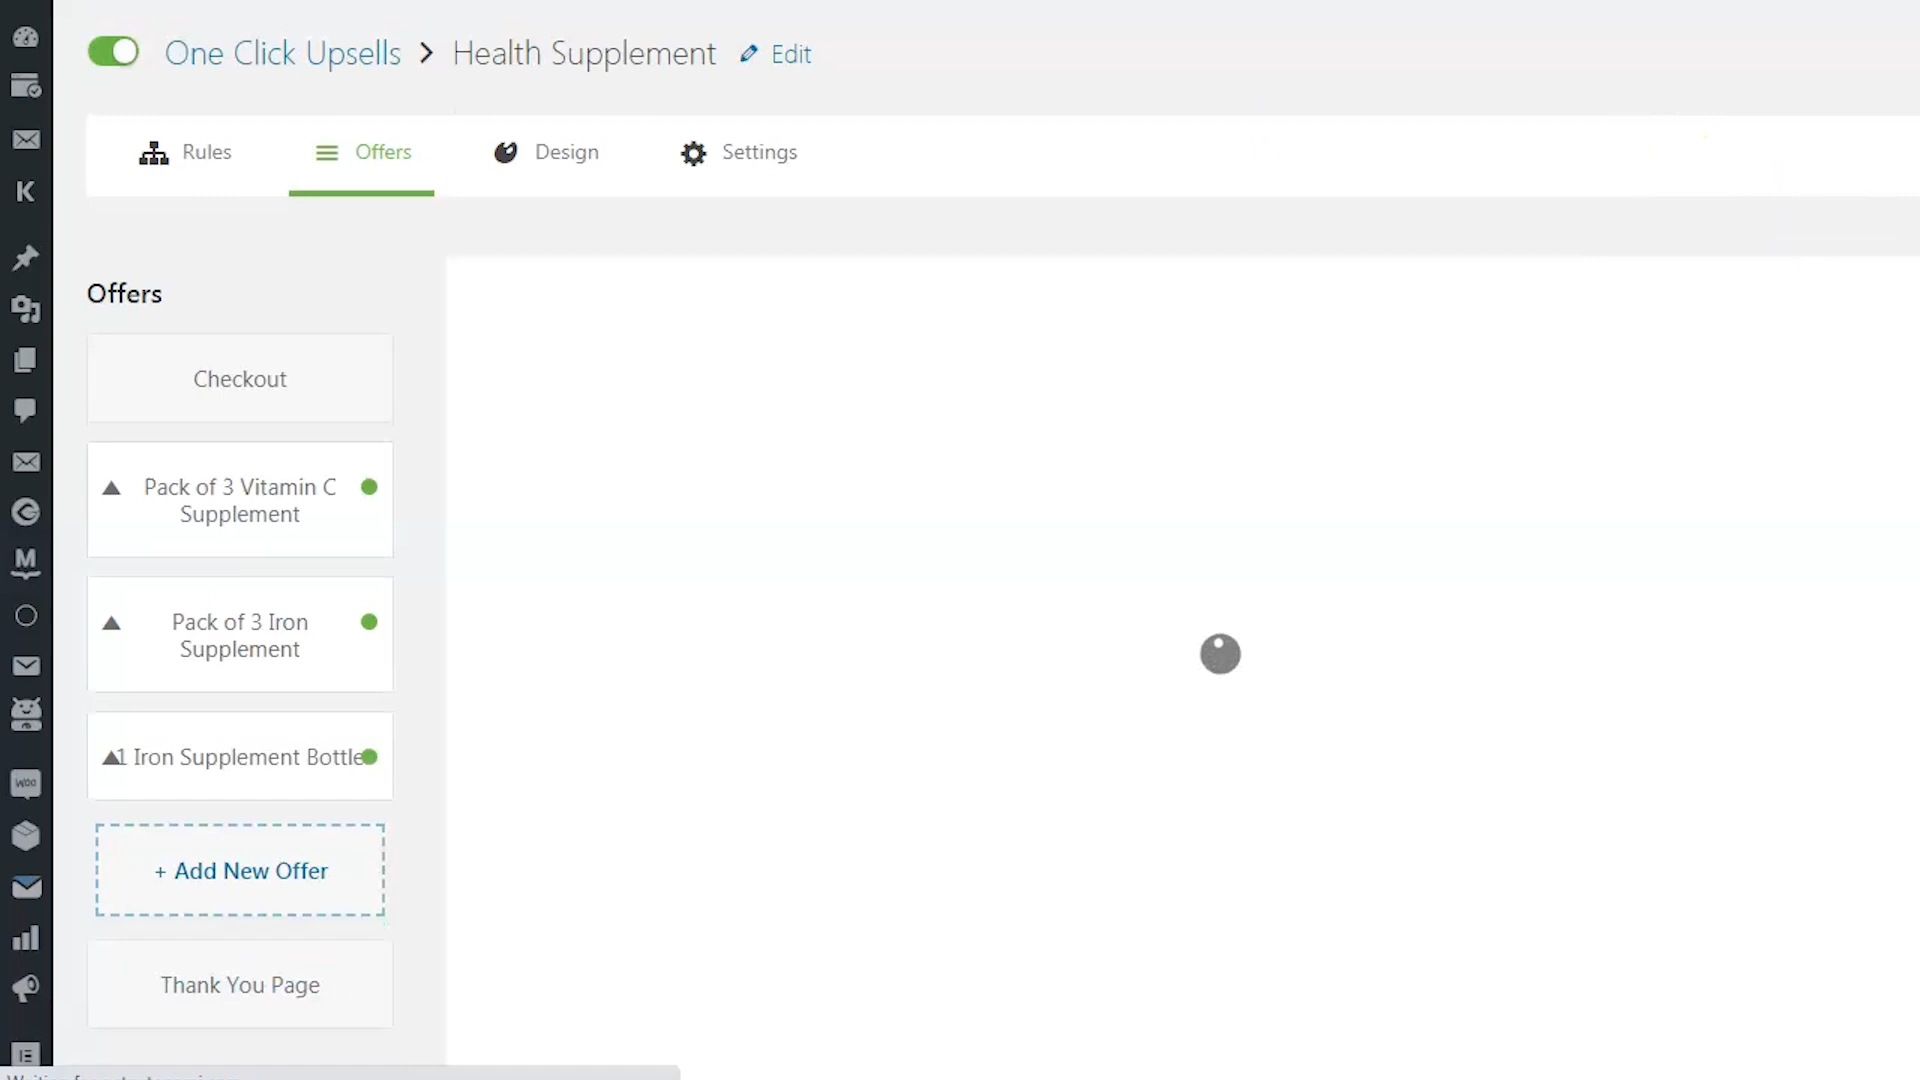 One Click Upsells > Health Supplement Edit
Rules Offers Design Settings
Offers
Checkout
Pack of 3 Vitamin C
Supplement
Pack of 3 Iron
Supplement
1 Iron Supplement Bottle
+ Add New Offer
Thank You Page
K
M
Woo